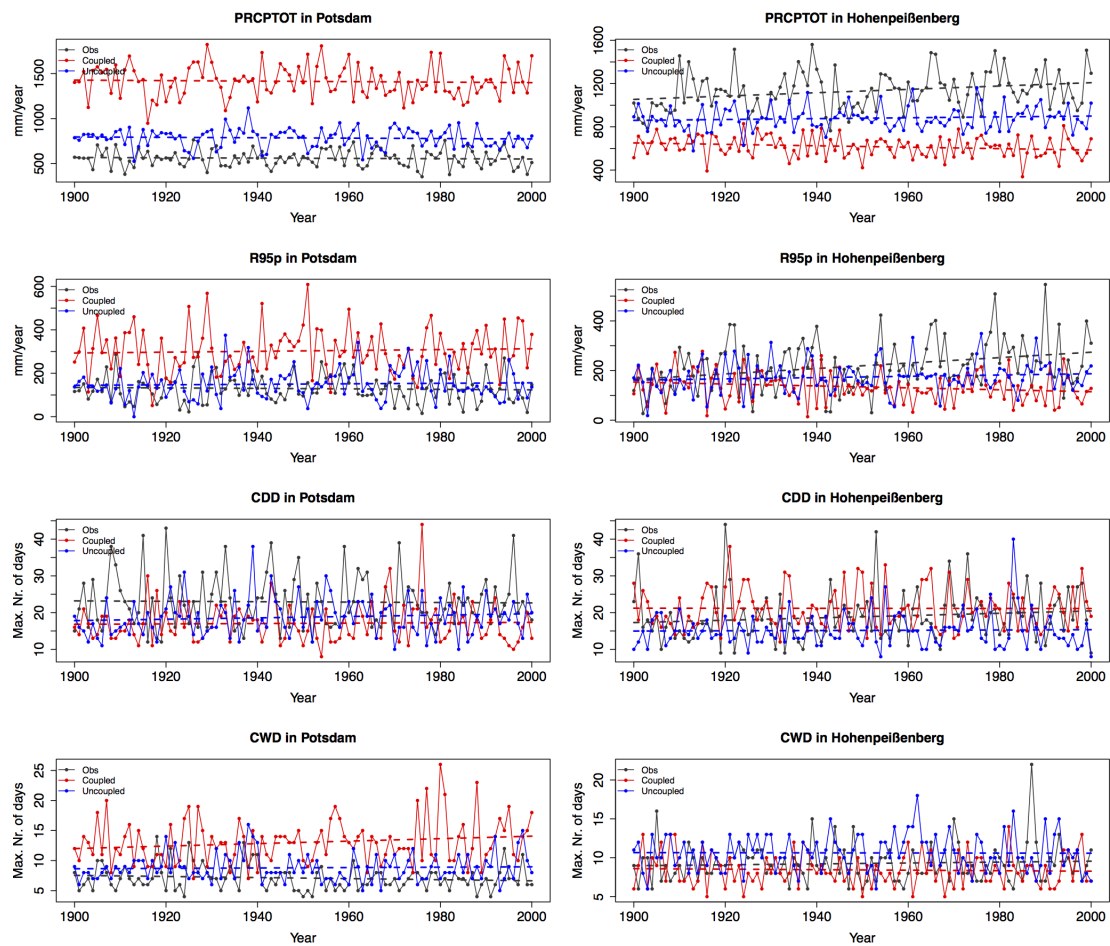 PRCPTOT in Potsdam
mm/year
500 1000 1500
Obs
Coupled
Uncoupled
1900 1920 1940 1960 1980 2000
Year
PRCPTOT in Hohenpeißenberg
mm/year
400 600 800 1200 1600
Obs
Coupled
Uncoupled
1900 1920 1940 1960 1980 2000
Year
R95p in Potsdam
mm/year
0 200 400 600
Obs
Coupled
Uncoupled
1900 1920 1940 1960 1980 2000
Year
R95p in Hohenpeißenberg
mm/year
0 200 400
Obs
Coupled
Uncoupled
1900 1920 1940 1960 1980 2000
Year
CDD in Potsdam
Max. Nr. of days
10 20 30 40
Obs
Coupled
Uncoupled
1900 1920 1940 1960 1980 2000
Year
CDD in Hohenpeißenberg
Max. Nr. of days
10 20 30 40
Obs
Coupled
Uncoupled
1900 1920 1940 1960 1980 2000
Year
CWD in Potsdam
Max. Nr. of days
5 10 15 20 25
Obs
Coupled
Uncoupled
1900 1920 1940 1960 1980 2000
Year
CWD in Hohenpeißenberg
Max. Nr. of days
5 10 15 20
Obs
Coupled
Uncoupled
1900 1920 1940 1960 1980 2000
Year